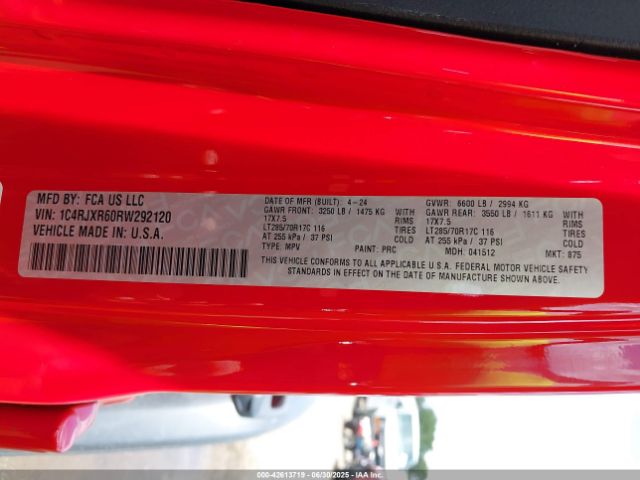 MFD BY: FCA US LLC
VIN: 1C4RJXR60RW292120
VEHICLE MADE IN: U.S.A.
DATE OF MFR (BUILT): 4-24
GAWR FRONT: 3250 LB / 1475 KG
17X7.5 RIMS
LT285/70R17C 116 TIRES
AT 255 kPa / 37 PSI COLD
TYPE: MPV PAINT: PRC
GVWR: 6600 LB / 2994 KG
GAWR REAR: 3550 LB / 1611 KG
17X7.5 RIMS
LT285/70R17C 116 TIRES
AT 255 kPa / 37 PSI COLD
MDH: 041512 MKT: 875
THIS VEHICLE CONFORMS TO ALL APPLICABLE U.S.A. FEDERAL MOTOR VEHICLE SAFETY
STANDARDS IN EFFECT ON THE DATE OF MANUFACTURE SHOWN ABOVE.
000-42613719 - 06/30/2025 - IAA Inc.